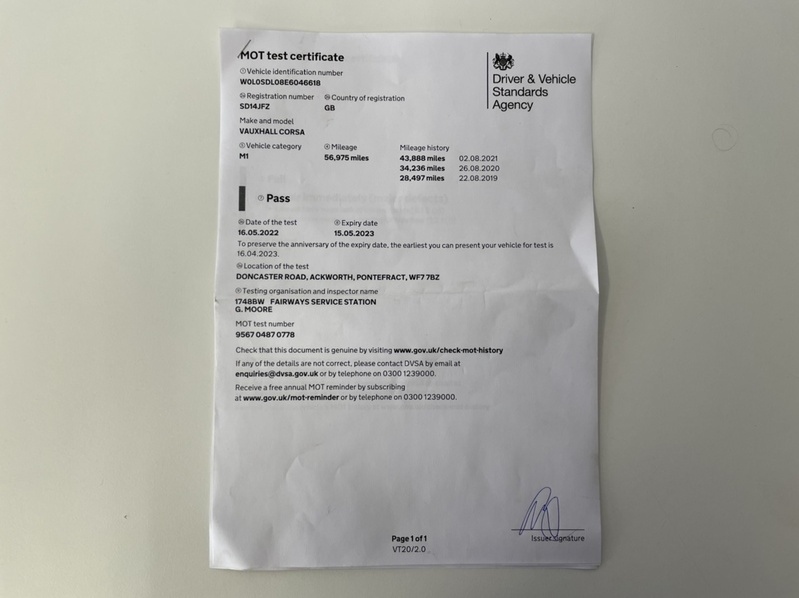 MOT test certificate
Vehicle identification number
W0L0SDL08E6046618
Registration number
SD14JFZ
Country of registration
GB
Make and model
VAUXHALL CORSA
Vehicle category
M1
Mileage
56,975 miles
Mileage history
43,888 miles 02.08.2021
34,236 miles 26.08.2020
28,497 miles 22.08.2019
Driver & Vehicle
Standards
Agency
Pass
Date of the test
16.05.2022
Expiry date
15.05.2023
To preserve the anniversary of the expiry date, the earliest you can present your vehicle for test is
16.04.2023.
Location of the test
DONCASTER ROAD, ACKWORTH, PONTEFRACT, WF7 7BZ
Testing organisation and inspector name
1748BW FAIRWAYS SERVICE STATION
G. MOORE
MOT test number
9567 0487 0778
Check that this document is genuine by visiting www.gov.uk/check-mot-history
If any of the details are not correct, please contact DVSA by email at
enquiries@dvsa.gov.uk or by telephone on 0300 1239000.
Receive a free annual MOT reminder by subscribing
at www.gov.uk/mot-reminder or by telephone on 0300 1239000.
Page 1 of 1
VT20/2.0
Issuer signature